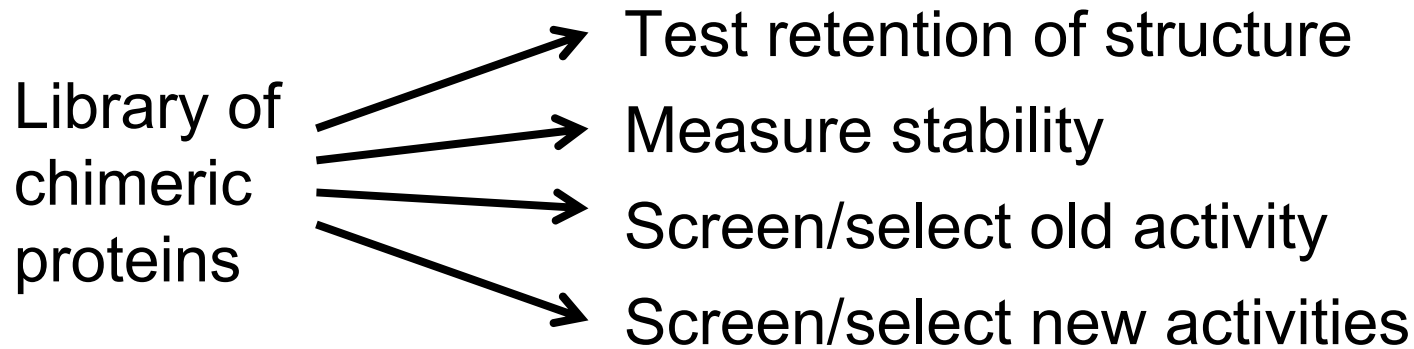 Library of
chimeric
proteins
Test retention of structure
Measure stability
Screen/select old activity
Screen/select new activities